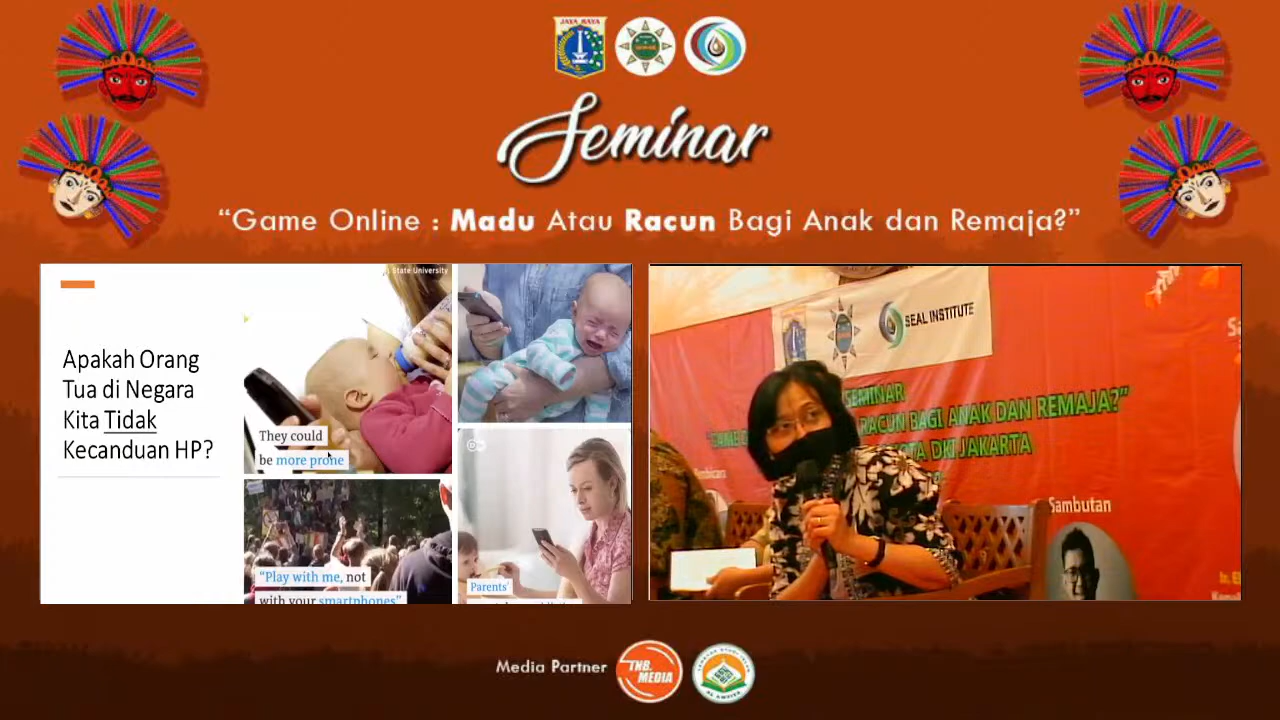 JAYA RAYA
Seminar
“Game Online : Madu Atau Racun Bagi Anak dan Remaja?”
Apakah Orang
Tua di Negara
Kita Tidak
Kecanduan HP?
State University
They could
be more prone
“Play with me, not
with your smartphones”
Parents'
SEAL INSTITUTE
SEMINAR
RACUN BAGI ANAK DAN REMAJA?”
DKI JAKARTA
Sambutan
Media Partner
TNB.
MEDIA